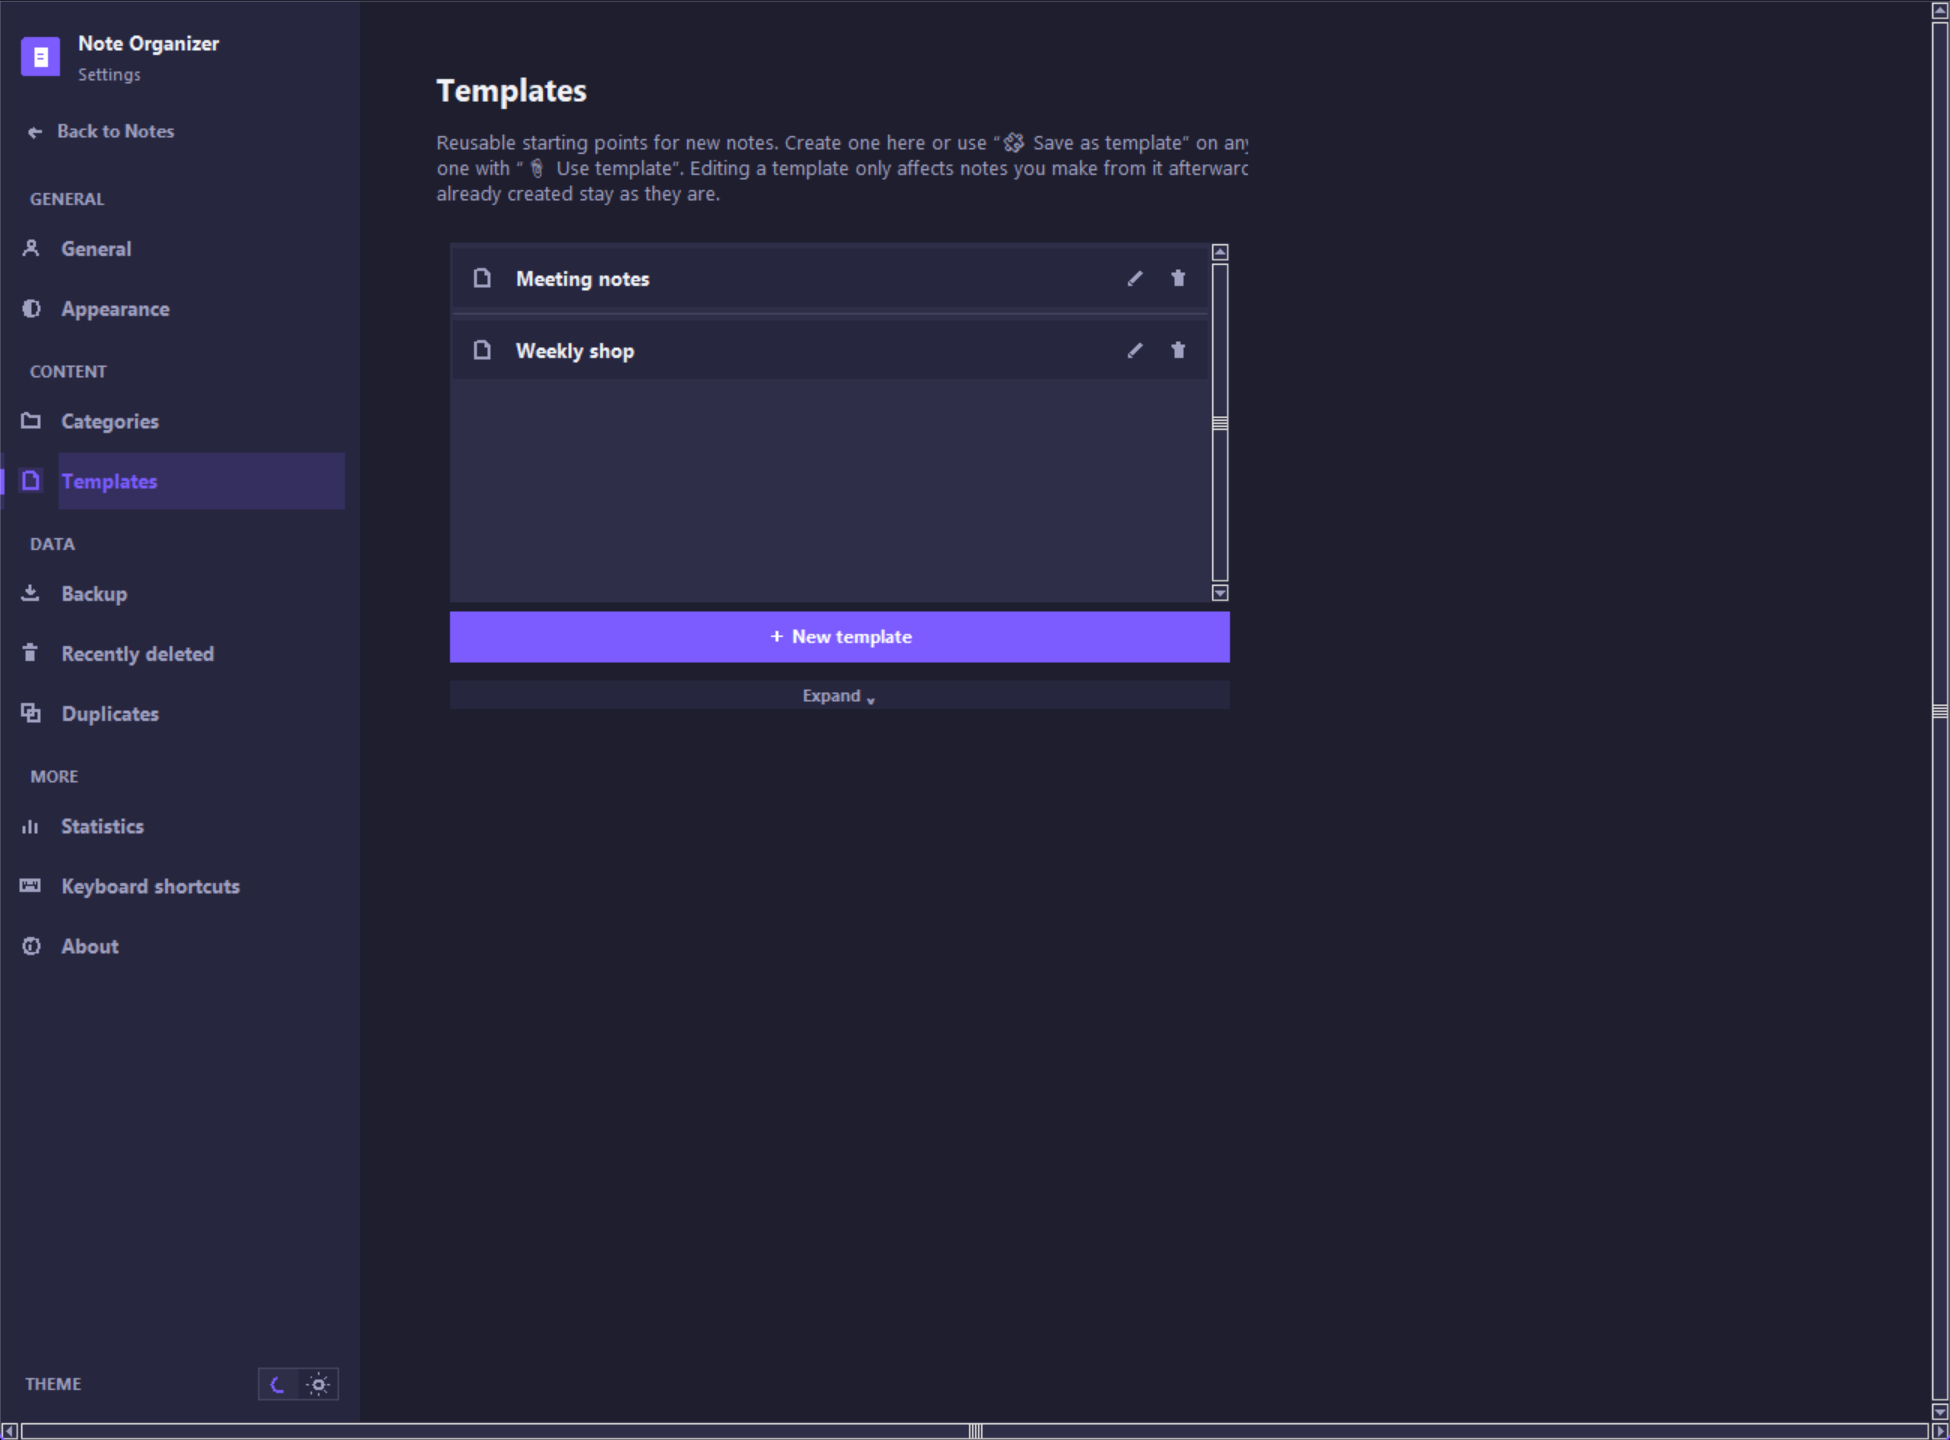 Note Organizer
Settings
Back to Notes
GENERAL
General
Appearance
CONTENT
Categories
Templates
DATA
Backup
Recently deleted
Duplicates
MORE
Statistics
Keyboard shortcuts
About
THEME
Templates
Reusable starting points for new notes. Create one here or use “ Save as template” on any
one with “ Use template”. Editing a template only affects notes you make from it
already created stay as they are.
Meeting notes
Weekly shop
+ New template
Expand